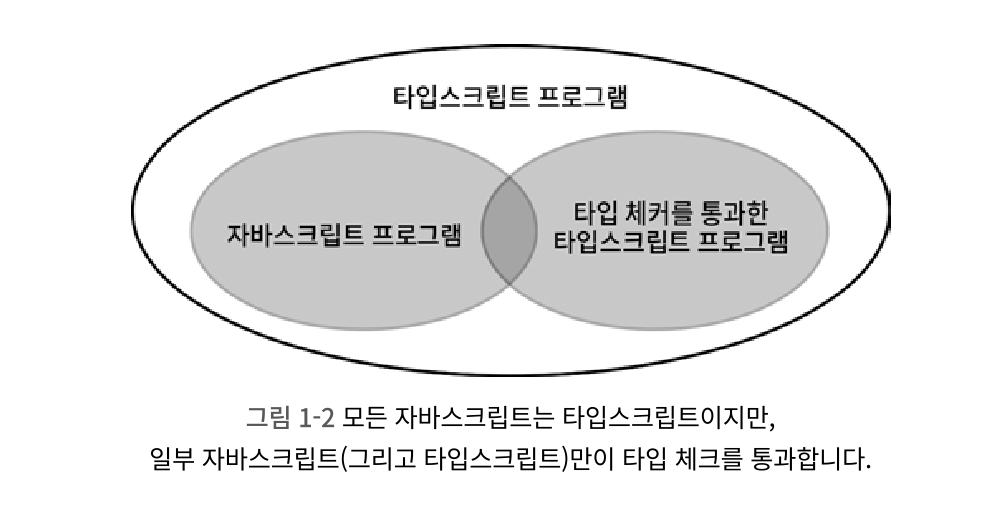 타입스크립트 프로그램
자바스크립트 프로그램
타입 체커를 통과한
타입스크립트 프로그램
그림 1-2 모든 자바스크립트는 타입스크립트이지만,
일부 자바스크립트(그리고 타입스크립트)만이 타입 체크를 통과합니다.